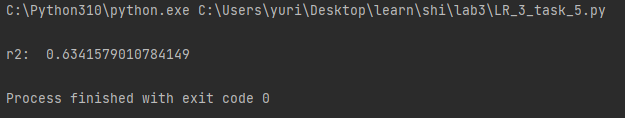 C:\Python310\python.exe C:\Users\yuri\Desktop\learn\shi\lab3\LR_3_task_5.py
r2:  0.6341579010784149
Process finished with exit code 0